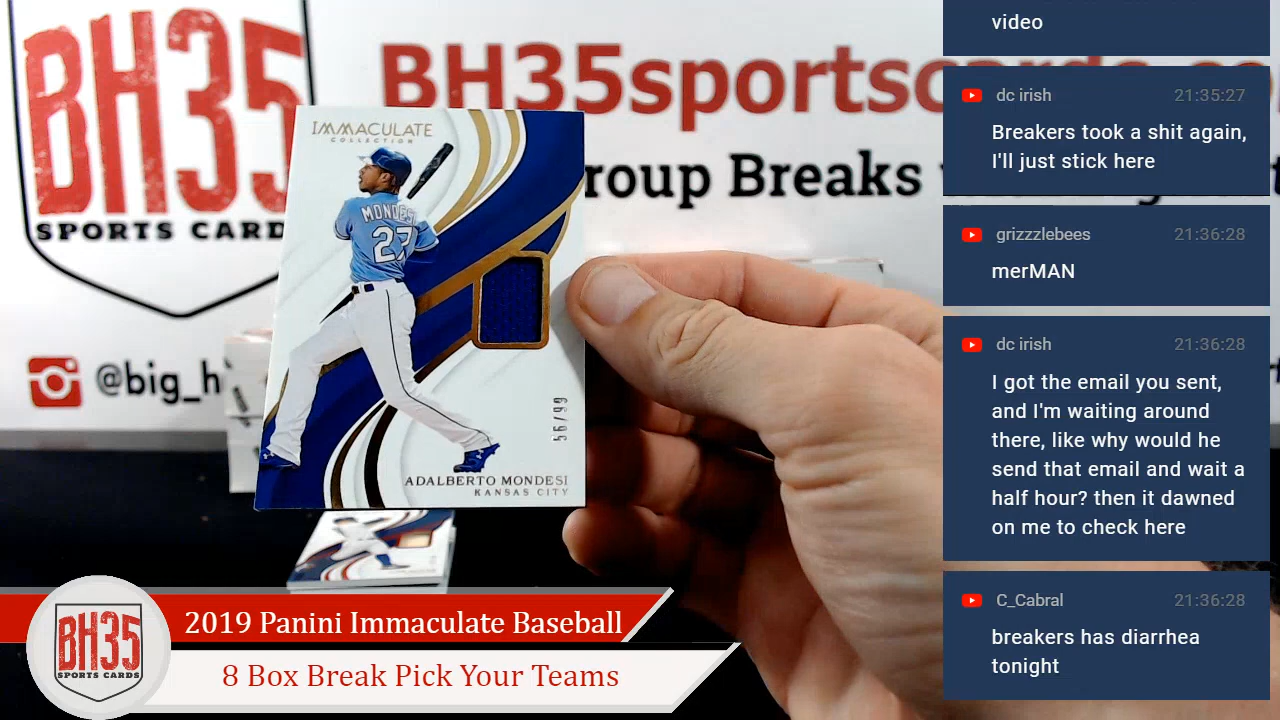 BH35
SPORTS CARD
BH35sportscards.co
roup Breaks
@big_h
IMMACULATE
COLLECTION
MONDESI
27
56/99
ADALBERTO MONDESI
KANSAS CITY
BH35
SPORTS CARDS
2019 Panini Immaculate Baseball
8 Box Break Pick Your Teams
video
dc irish 21:35:27
Breakers took a shit again,
I'll just stick here
grizzzlebees 21:36:28
merMAN
dc irish 21:36:28
I got the email you sent,
and I'm waiting around
there, like why would he
send that email and wait a
half hour? then it dawned
on me to check here
C_Cabral 21:36:28
breakers has diarrhea
tonight